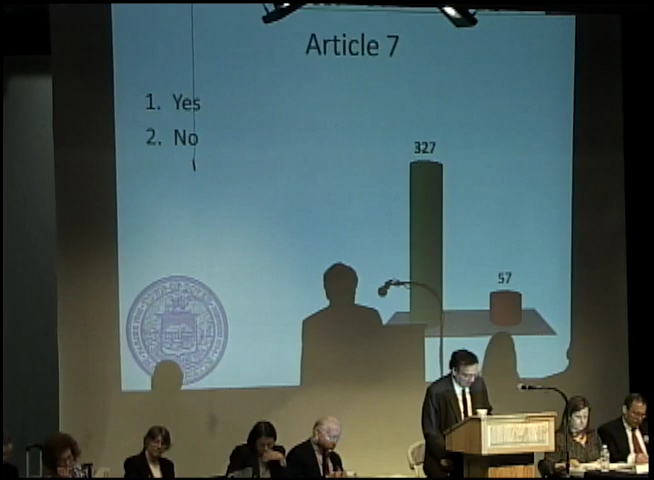 Article 7
1. Yes
2. No
327
57